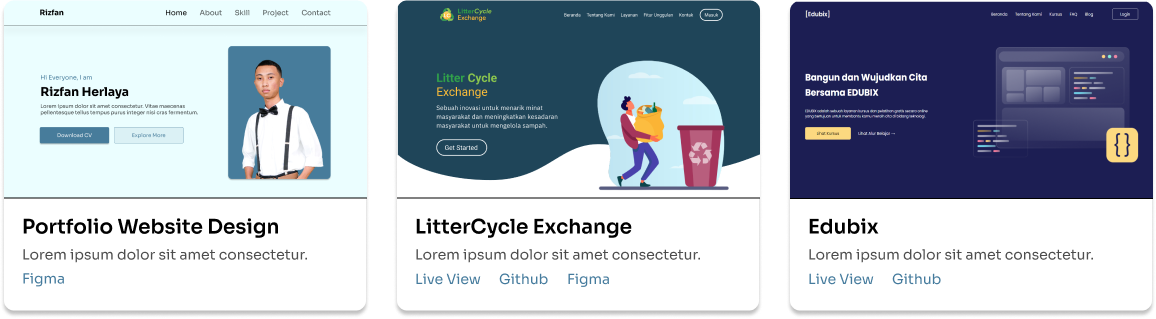 Rizfan
Home About Skill Project Contact
Hi Everyone, I am
Rizfan Herlaya
Lorem ipsum dolor sit amet consectetur. Vitae maecenas
pellentesque tellus tempus purus integer nisi cras fermentum.
Download CV Explore More
Portfolio Website Design
Lorem ipsum dolor sit amet consectetur.
Figma
LitterCycle
Exchange
Beranda Tentang Kami Layanan Fitur Unggulan Kontak Masuk
Litter Cycle
Exchange
Sebuah inovasi untuk menarik minat
masyarakat dan meningkatkan kesadaran
masyarakat untuk mengelola sampah.
Get Started
LitterCycle Exchange
Lorem ipsum dolor sit amet consectetur.
Live View Github Figma
[Edubix]
Beranda Tentang Kami Kursus FAQ Blog Login
Bangun dan Wujudkan Cita
Bersama EDUBIX
EDUBIX adalah sebuah layanan kursus dan pelatihan gratis secara online
yang bertujuan untuk membantu kamu meraih cita di bidang teknologi.
Lihat Kursus Lihat Alur Belajar →
{ }
Edubix
Lorem ipsum dolor sit amet consectetur.
Live View Github